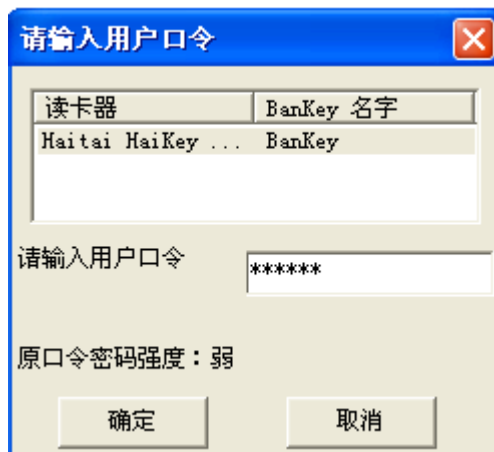 请输入用户口令
读卡器 BanKey 名字
Haitai HaiKey ... BanKey
请输入用户口令 ******
原口令密码强度：弱
确定 取消